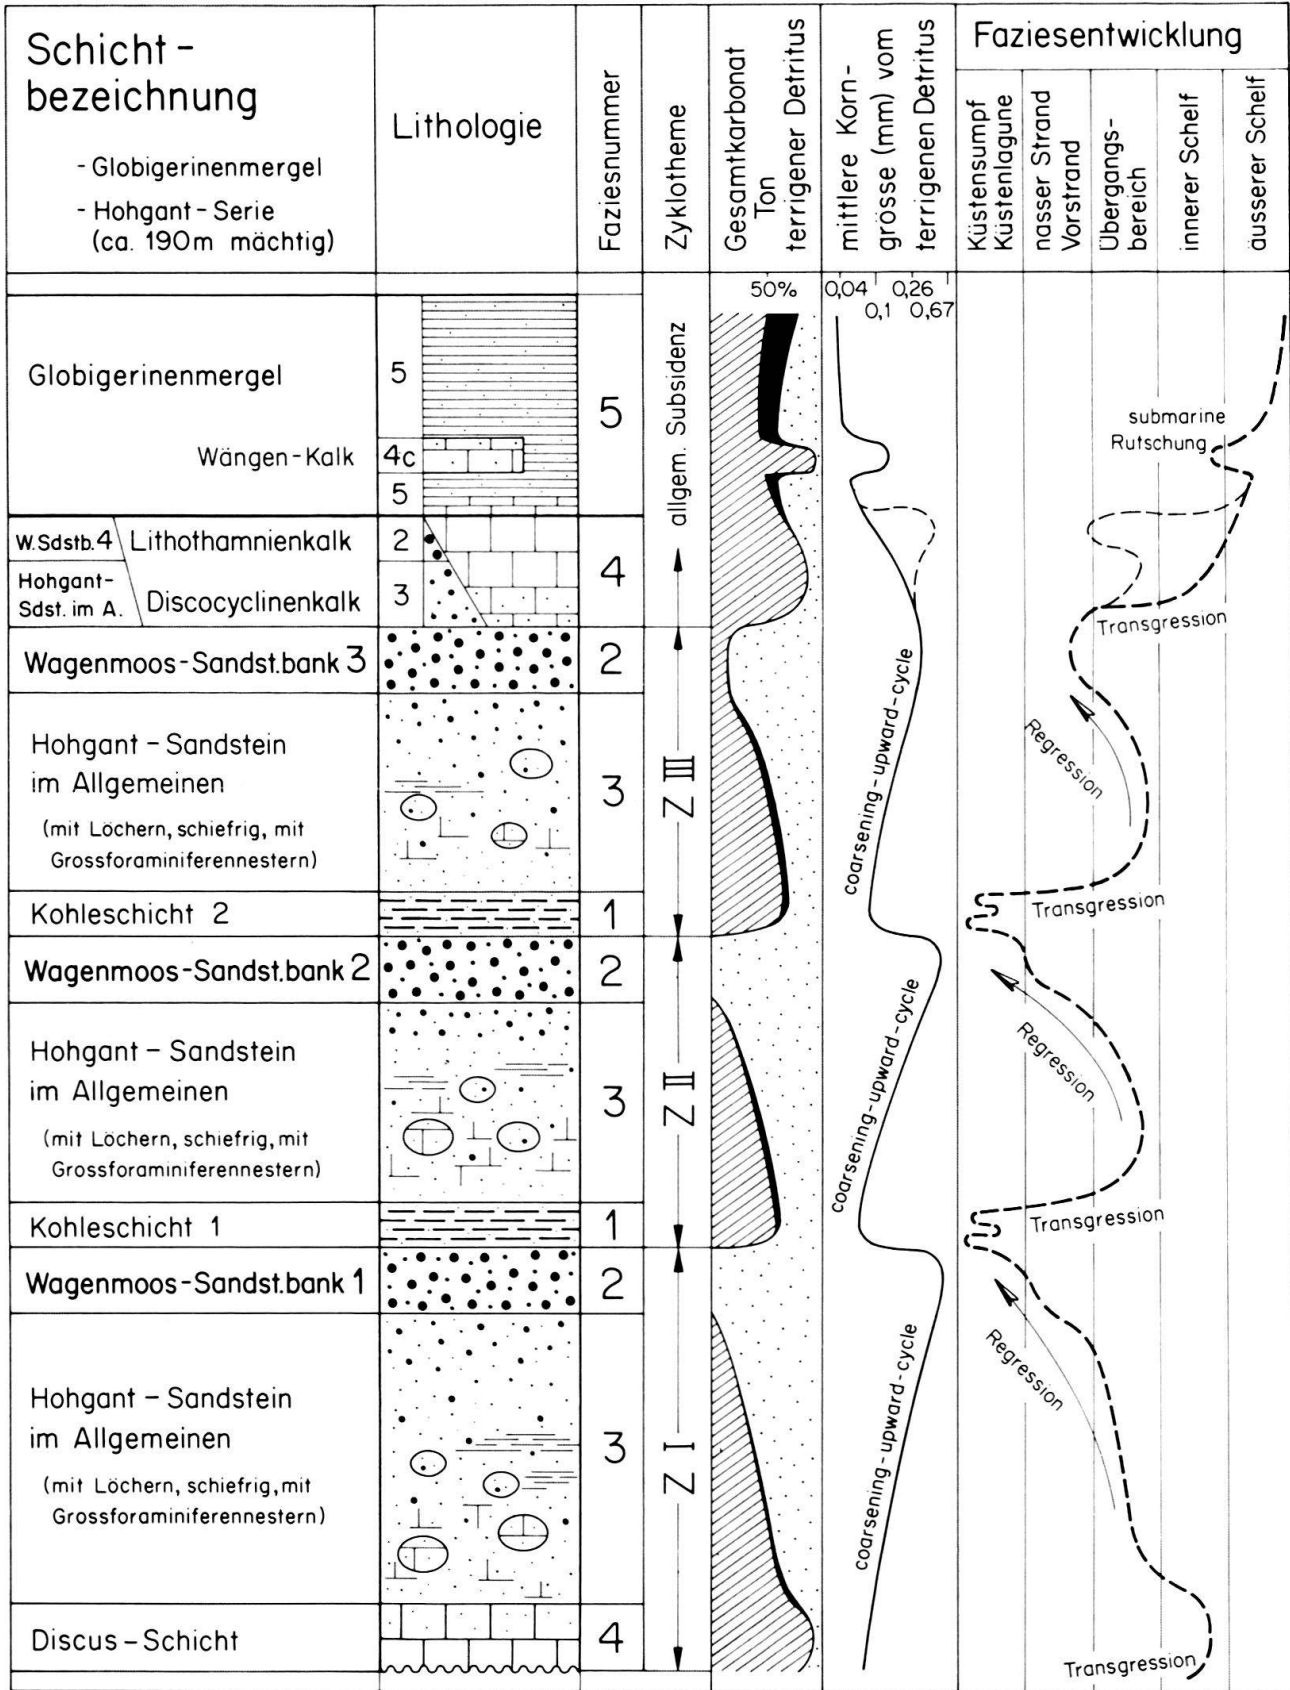 Schicht-
bezeichnung
- Globigerinenmergel
- Hohgant-Serie
(ca. 190m mächtig)
Lithologie
Faziesnummer
Zyklotheme
Gesamtkarbonat
Ton
terrigener Detritus
mittlere Korn-
grösse (mm) vom
terrigenen Detritus
Faziesentwicklung
Küstensumpf
Küstenlagune
nasser Strand
Vorstrand
Übergangs-
bereich
innerer Schelf
äusserer Schelf
50%
0,04 0,26
0,1 0,67
Globigerinenmergel
5
5
allgem. Subsidenz
submarine
Rutschung
Wängen-Kalk
4c
5
W.Sdstb.4
Lithothamnienkalk
2
4
Hohgant-
Sdst. im A.
Discocyclinenkalk
3
Transgression
Wagenmoos-Sandst.bank 3
2
Hohgant-Sandstein
im Allgemeinen
(mit Löchern, schiefrig, mit
Grossforaminiferennestern)
3
Z III
coarsening-upward-cycle
Regression
Kohleschicht 2
1
Transgression
Wagenmoos-Sandst.bank 2
2
Hohgant-Sandstein
im Allgemeinen
(mit Löchern, schiefrig, mit
Grossforaminiferennestern)
3
Z II
coarsening-upward-cycle
Regression
Kohleschicht 1
1
Transgression
Wagenmoos-Sandst.bank 1
2
Hohgant-Sandstein
im Allgemeinen
(mit Löchern, schiefrig, mit
Grossforaminiferennestern)
3
Z I
coarsening-upward-cycle
Regression
Discus-Schicht
4
Transgression